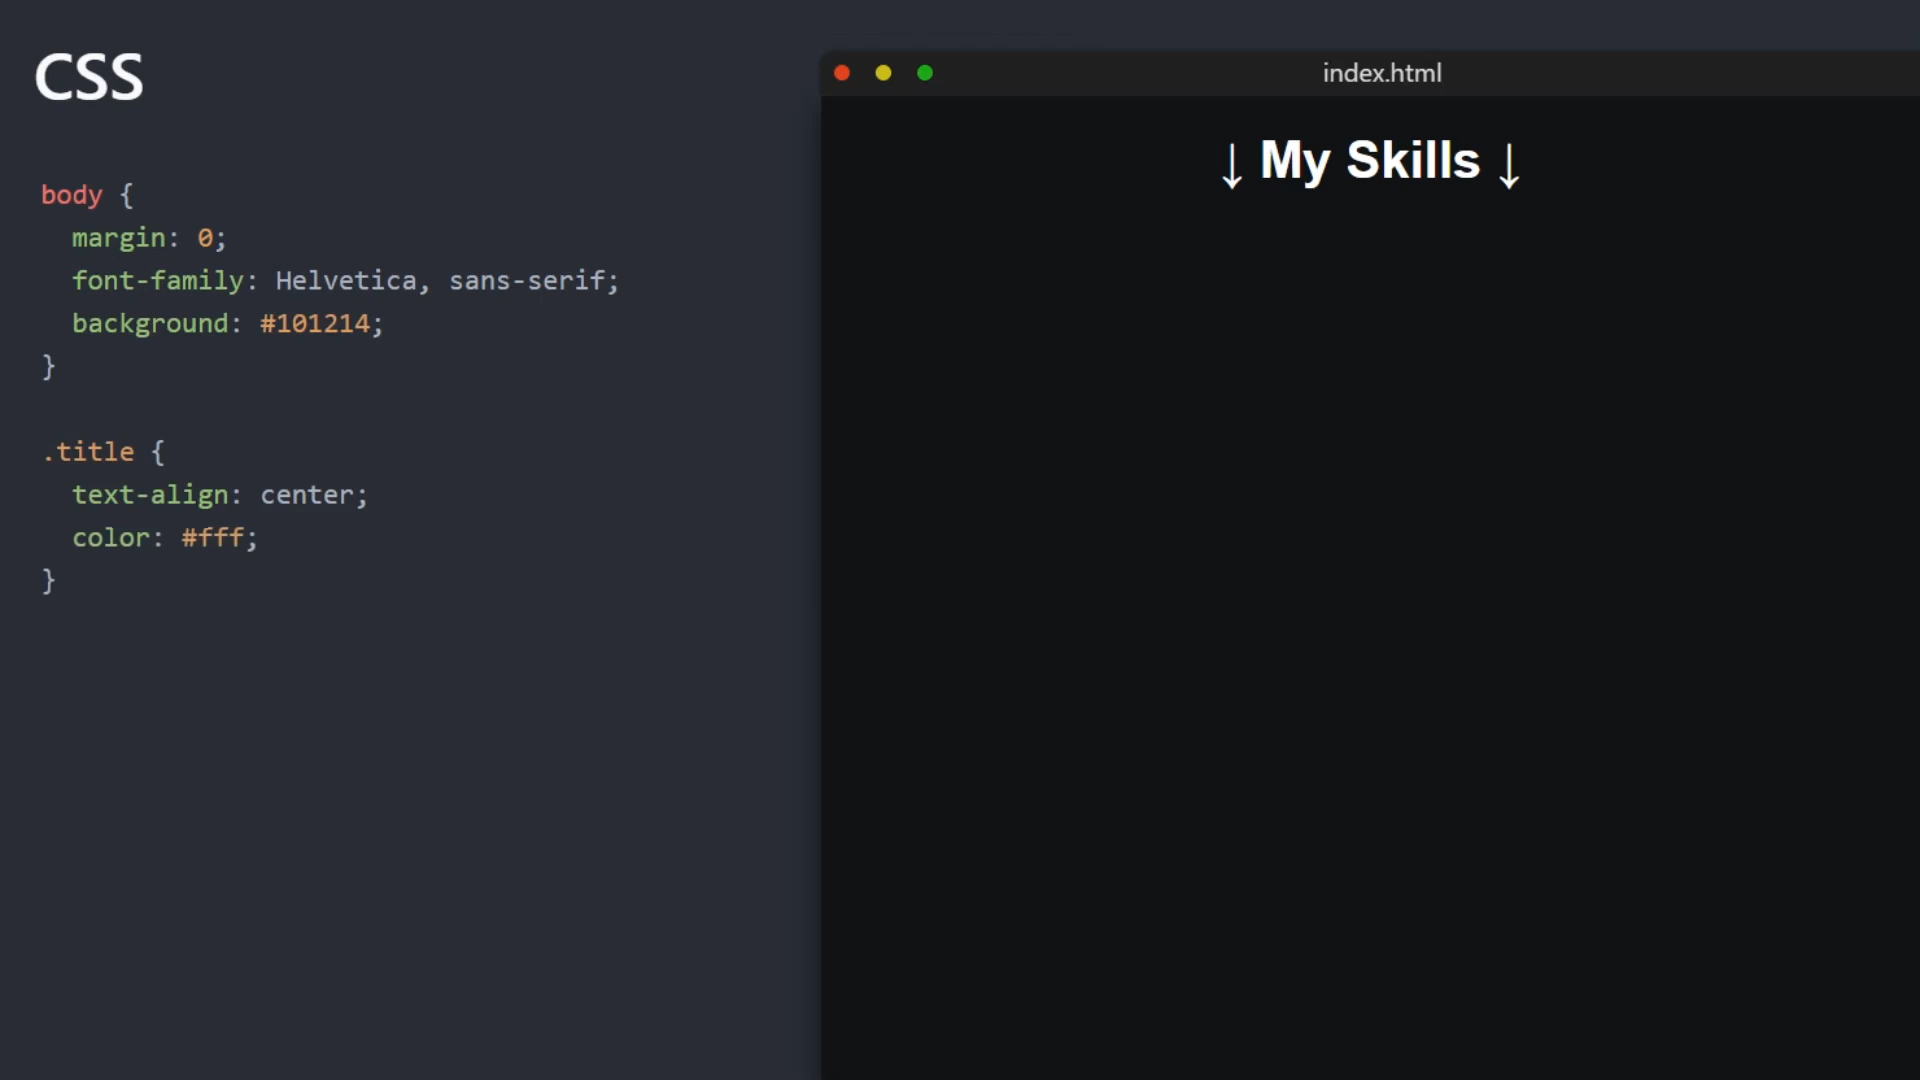 CSS
body {
  margin: 0;
  font-family: Helvetica, sans-serif;
  background: #101214;
}
.title {
  text-align: center;
  color: #fff;
}
index.html
↓ My Skills ↓